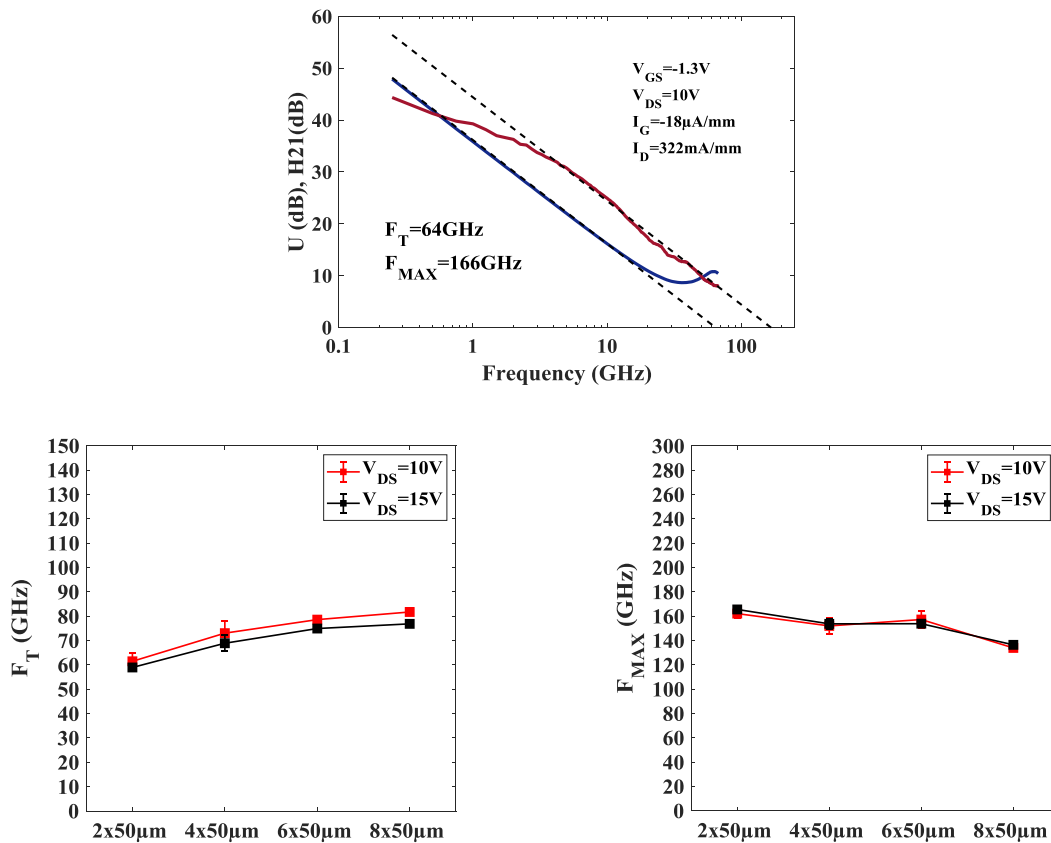 60
50
40
30
20
10
0
U (dB), H21(dB)
V_GS=-1.3V
V_DS=10V
I_G=-18μA/mm
I_D=322mA/mm
F_T=64GHz
F_MAX=166GHz
0.1 1 10 100
Frequency (GHz)
150
140
130
120
110
100
90
80
70
60
50
40
30
20
10
0
F_T (GHz)
V_DS=10V
V_DS=15V
2x50μm 4x50μm 6x50μm 8x50μm
300
280
260
240
220
200
180
160
140
120
100
80
60
40
20
0
F_MAX (GHz)
V_DS=10V
V_DS=15V
2x50μm 4x50μm 6x50μm 8x50μm